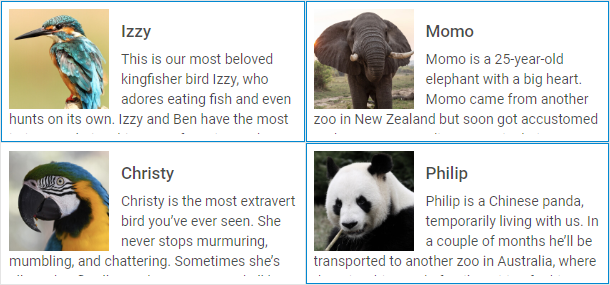 Izzy
This is our most beloved
kingfisher bird Izzy, who
adores eating fish and even
hunts on its own. Izzy and Ben have the most
Momo
Momo is a 25-year-old
elephant with a big heart.
Momo came from another
zoo in New Zealand but soon got accustomed
Christy
Christy is the most extravert
bird you've ever seen. She
never stops murmuring,
mumbling, and chattering. Sometimes she's
Philip
Philip is a Chinese panda,
temporarily living with us. In
a couple of months he'll be
transported to another zoo in Australia, where